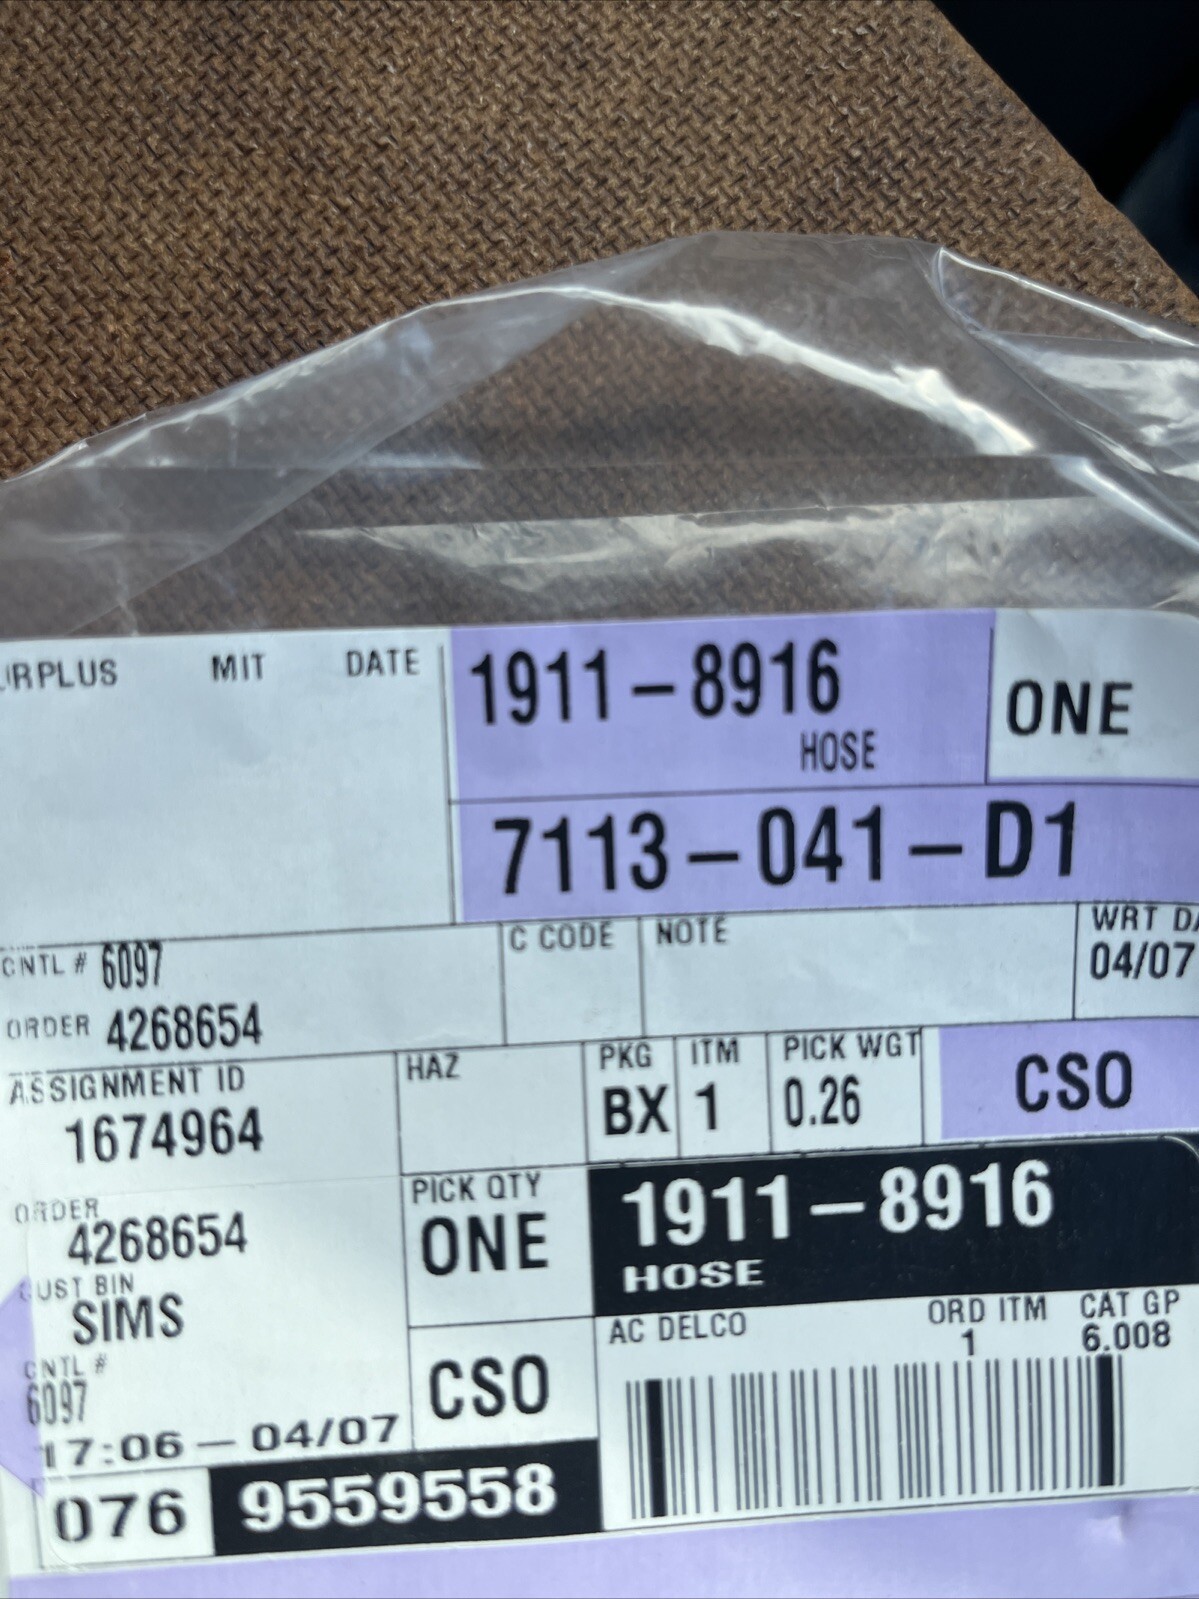 MIT DATE
1911-8916
HOSE
ONE
7113-041-D1
CNTL # 6097
ORDER 4268654
C CODE
NOTE
WRT
04/07
ASSIGNMENT ID
1674964
HAZ
PKG
BX
ITM
1
PICK WGT
0.26
CSO
ORDER
4268654
PICK QTY
ONE
1911-8916
HOSE
CUST BIN
SIMS
AC DELCO
ORD ITM
1
CAT GP
6.008
CNTL #
6097
CSO
17:06 - 04/07
076
9559558